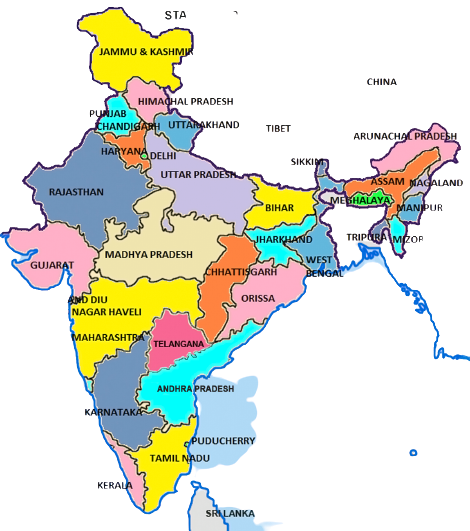 STA
JAMMU & KASHMIR
CHINA
HIMACHAL PRADESH
PUNJAB
CHANDIGARH
UTTARAKHAND
TIBET
ARUNACHAL PRADESH
HARYANA
DELHI
SIKKIM
UTTAR PRADESH
ASSAM
NAGALAND
RAJASTHAN
MEGHALAYA
BIHAR
MANIPUR
TRIPURA
MIZOR
JHARKHAND
MADHYA PRADESH
WEST
BENGAL
GUJARAT
CHHATTISGARH
ORISSA
AND DIU
NAGAR HAVELI
MAHARASHTRA
TELANGANA
ANDHRA PRADESH
KARNATAKA
PUDUCHERRY
TAMIL NADU
KERALA
SRI LANKA